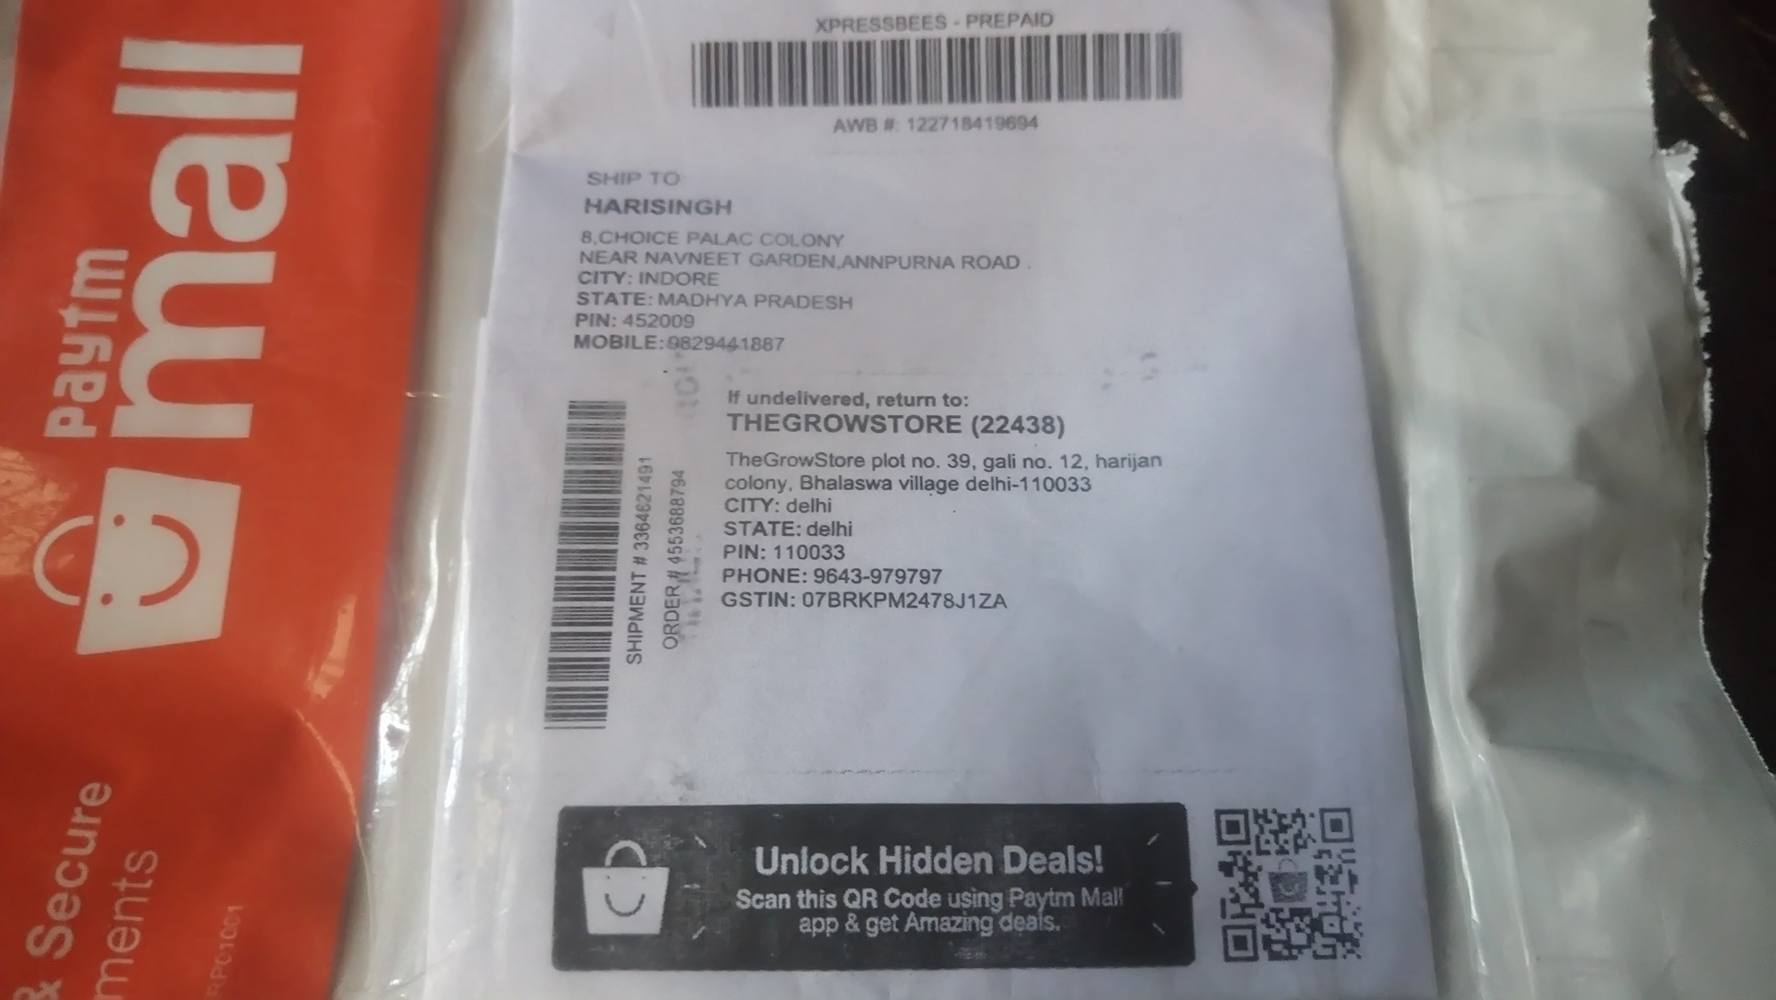 Paytm
mall
& Secure
ments
RPC1001
XPRESSBEES - PREPAID
AWB #: 122718419694
SHIP TO
HARISINGH
8,CHOICE PALAC COLONY
NEAR NAVNEET GARDEN,ANNPURNA ROAD .
CITY: INDORE
STATE: MADHYA PRADESH
PIN: 452009
MOBILE: 9829441887
SHIPMENT # 3364621491
ORDER # 4553688794
If undelivered, return to:
THEGROWSTORE (22438)
TheGrowStore plot no. 39, gali no. 12, harijan
colony, Bhalaswa village delhi-110033
CITY: delhi
STATE: delhi
PIN: 110033
PHONE: 9643-979797
GSTIN: 07BRKPM2478J1ZA
Unlock Hidden Deals!
Scan this QR Code using Paytm Mall
app & get Amazing deals.